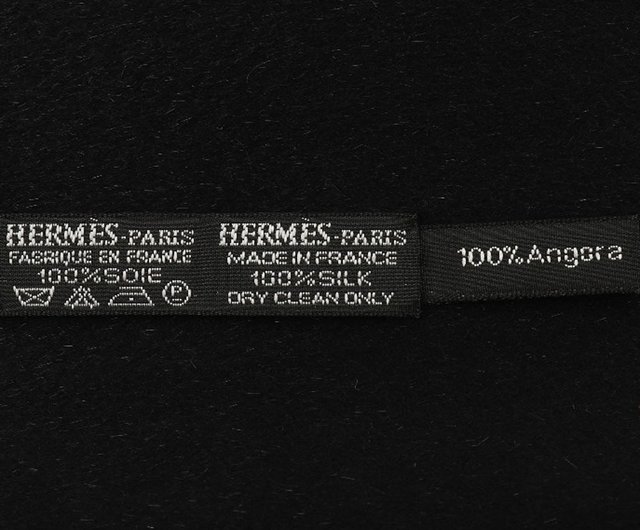 HERMÈS-PARIS
FABRIQUE EN FRANCE
100%SOIE
P
HERMÈS-PARIS
MADE IN FRANCE
100%SILK
DRY CLEAN ONLY
100%Angora